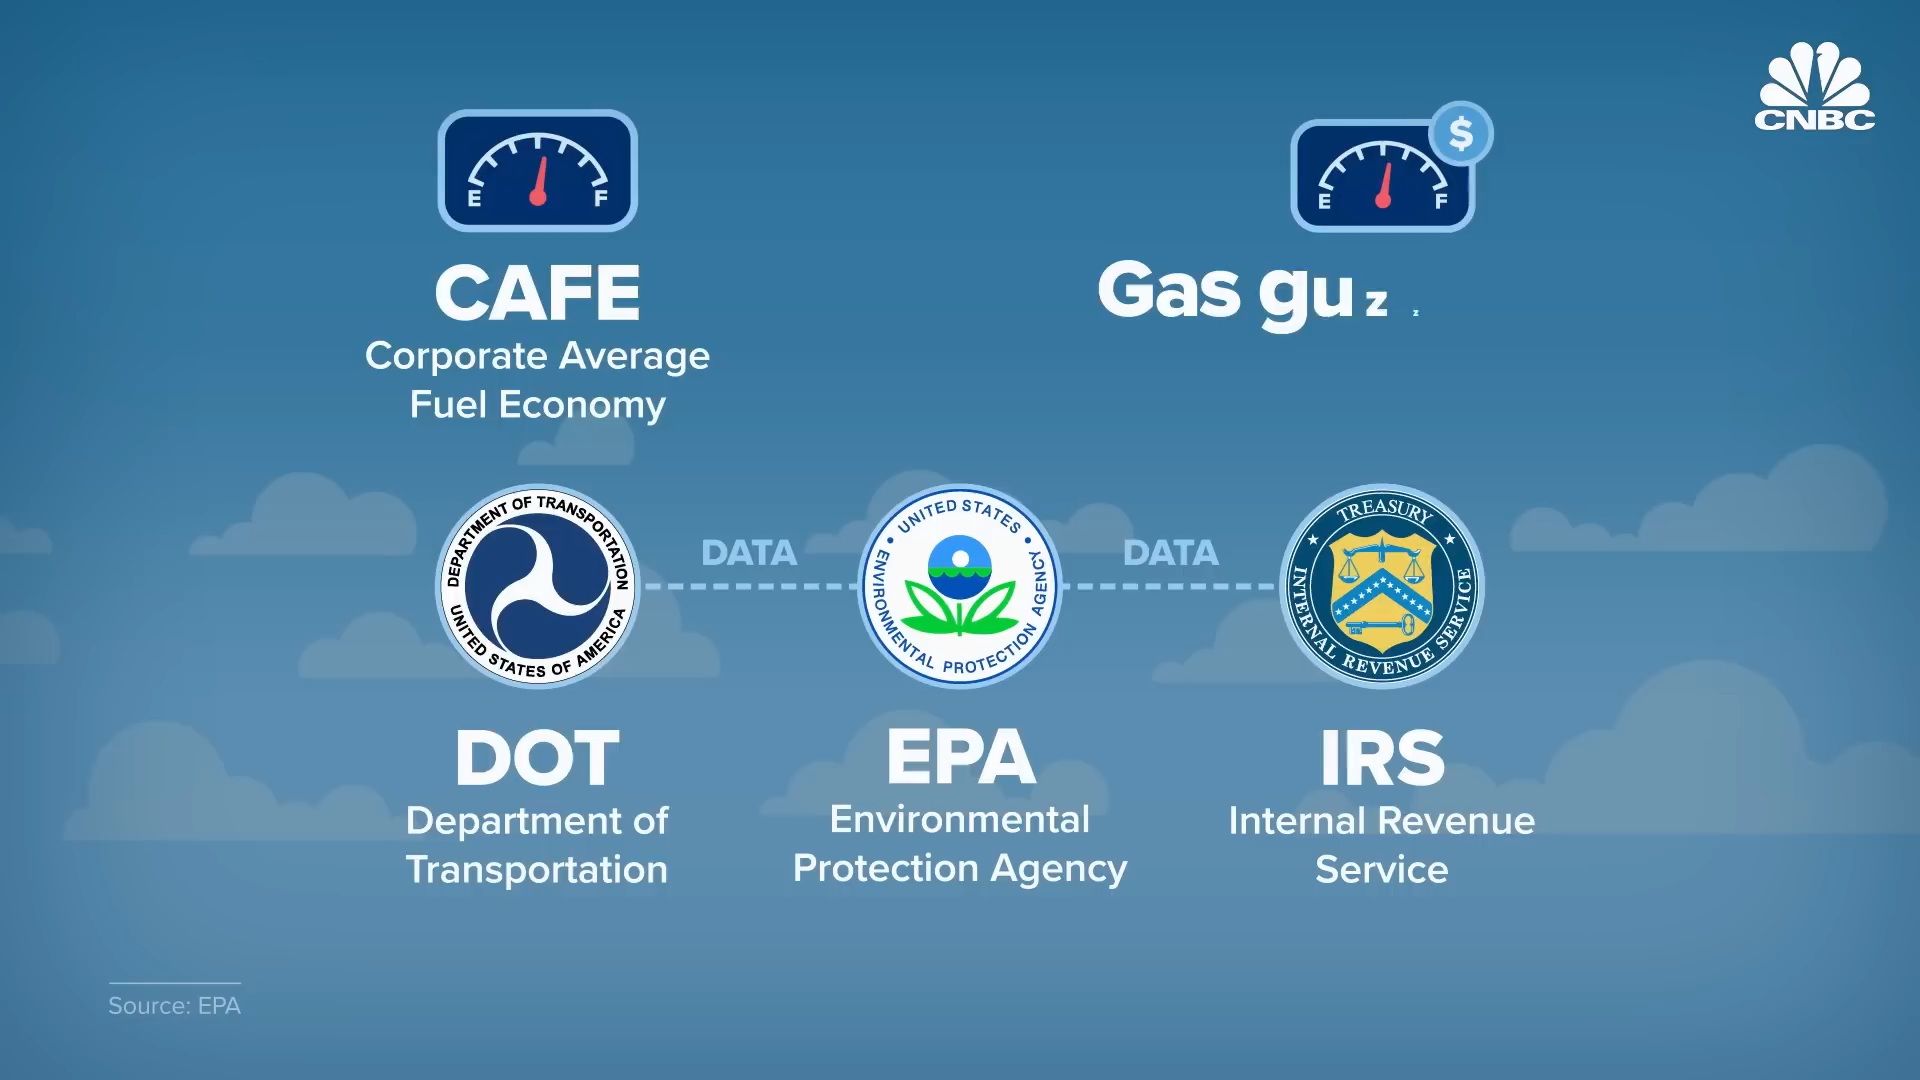 CNBC
E F
E F
$
CAFE
Corporate Average
Fuel Economy
Gas guz z
DEPARTMENT OF TRANSPORTATION
UNITED STATES OF AMERICA
DATA
UNITED STATES
ENVIRONMENTAL PROTECTION AGENCY
DATA
TREASURY
INTERNAL REVENUE SERVICE
DOT
Department of
Transportation
EPA
Environmental
Protection Agency
IRS
Internal Revenue
Service
Source: EPA